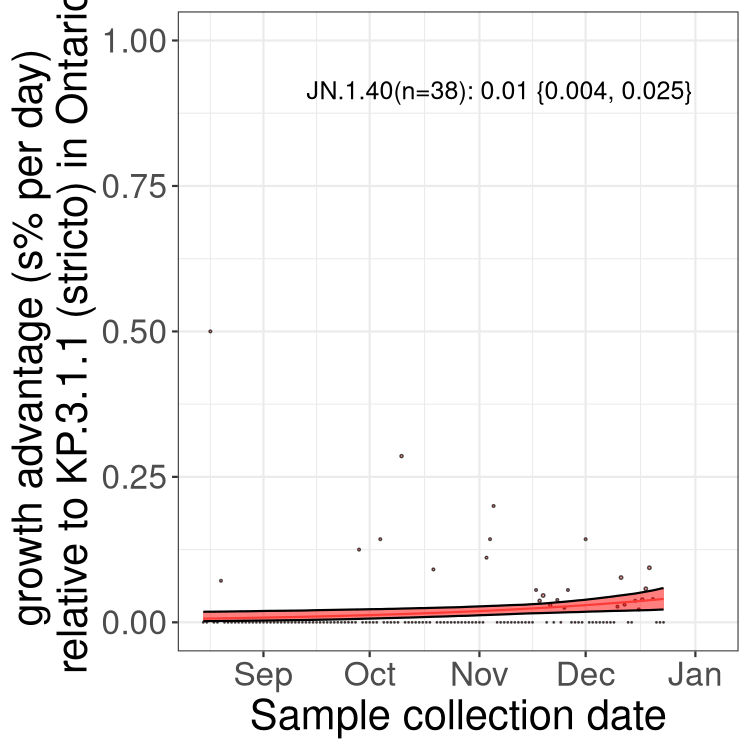 growth advantage (s% per day)
relative to KP.3.1.1 (stricto) in Ontario
1.00
0.75
0.50
0.25
0.00
JN.1.40(n=38): 0.01 {0.004, 0.025}
Sep Oct Nov Dec Jan
Sample collection date